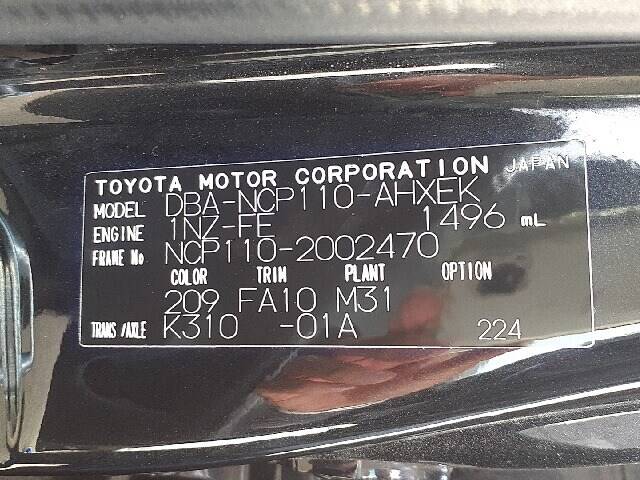 TOYOTA MOTOR CORPORATION JAPAN
MODEL DBA-NCP110-AHXEK
ENGINE 1NZ-FE 1496 mL
FRAME No NCP110-2002470
COLOR TRIM PLANT OPTION
209 FA10 M31
TRANS/AXLE K310 -01A 224